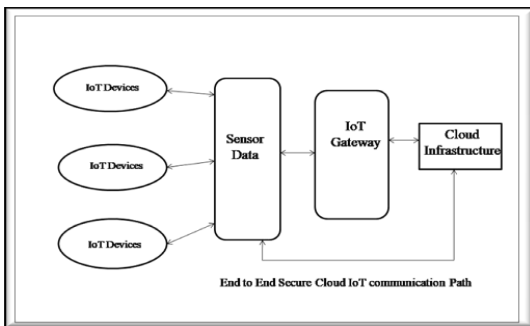 IoT Devices
IoT Devices
IoT Devices
Sensor
Data
IoT
Gateway
Cloud
Infrastructure
End to End Secure Cloud IoT communication Path